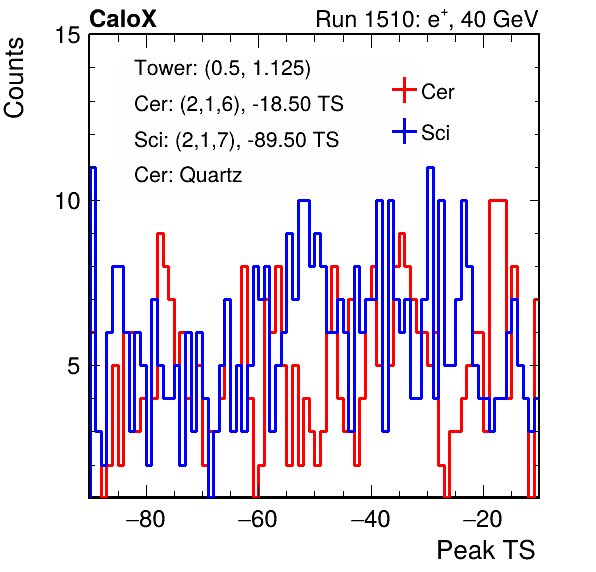 CaloX Run 1510: e⁺, 40 GeV
Counts
15
Tower: (0.5, 1.125)
Cer: (2,1,6), -18.50 TS
Sci: (2,1,7), -89.50 TS
Cer: Quartz
Cer
Sci
10
5
−80 −60 −40 −20
Peak TS